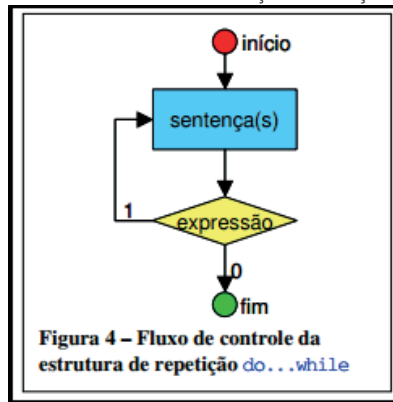 início
sentença(s)
1
expressão
0
fim
Figura 4 – Fluxo de controle da
estrutura de repetição do...while